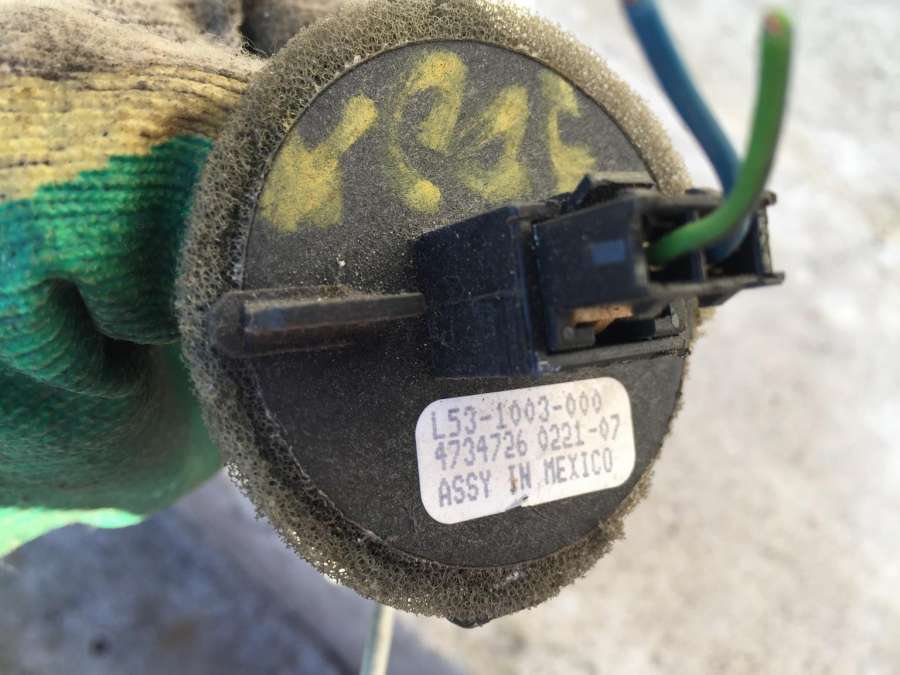 L53-1003-000
4734726 0221-07
ASSY IN MEXICO